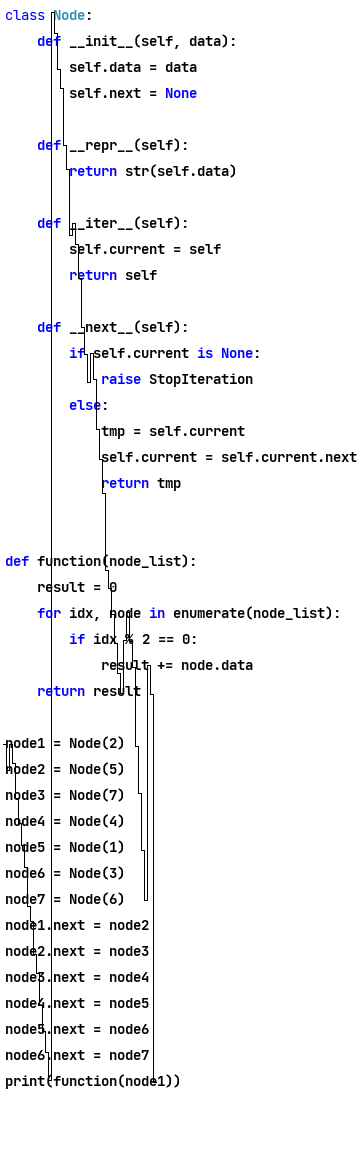 class Node:
    def __init__(self, data):
        self.data = data
        self.next = None

    def __repr__(self):
        return str(self.data)

    def __iter__(self):
        self.current = self
        return self

    def __next__(self):
        if self.current is None:
            raise StopIteration
        else:
            tmp = self.current
            self.current = self.current.next
            return tmp


def function(node_list):
    result = 0
    for idx, node in enumerate(node_list):
        if idx % 2 == 0:
            result += node.data
    return result

node1 = Node(2)
node2 = Node(5)
node3 = Node(7)
node4 = Node(4)
node5 = Node(1)
node6 = Node(3)
node7 = Node(6)
node1.next = node2
node2.next = node3
node3.next = node4
node4.next = node5
node5.next = node6
node6.next = node7
print(function(node1))